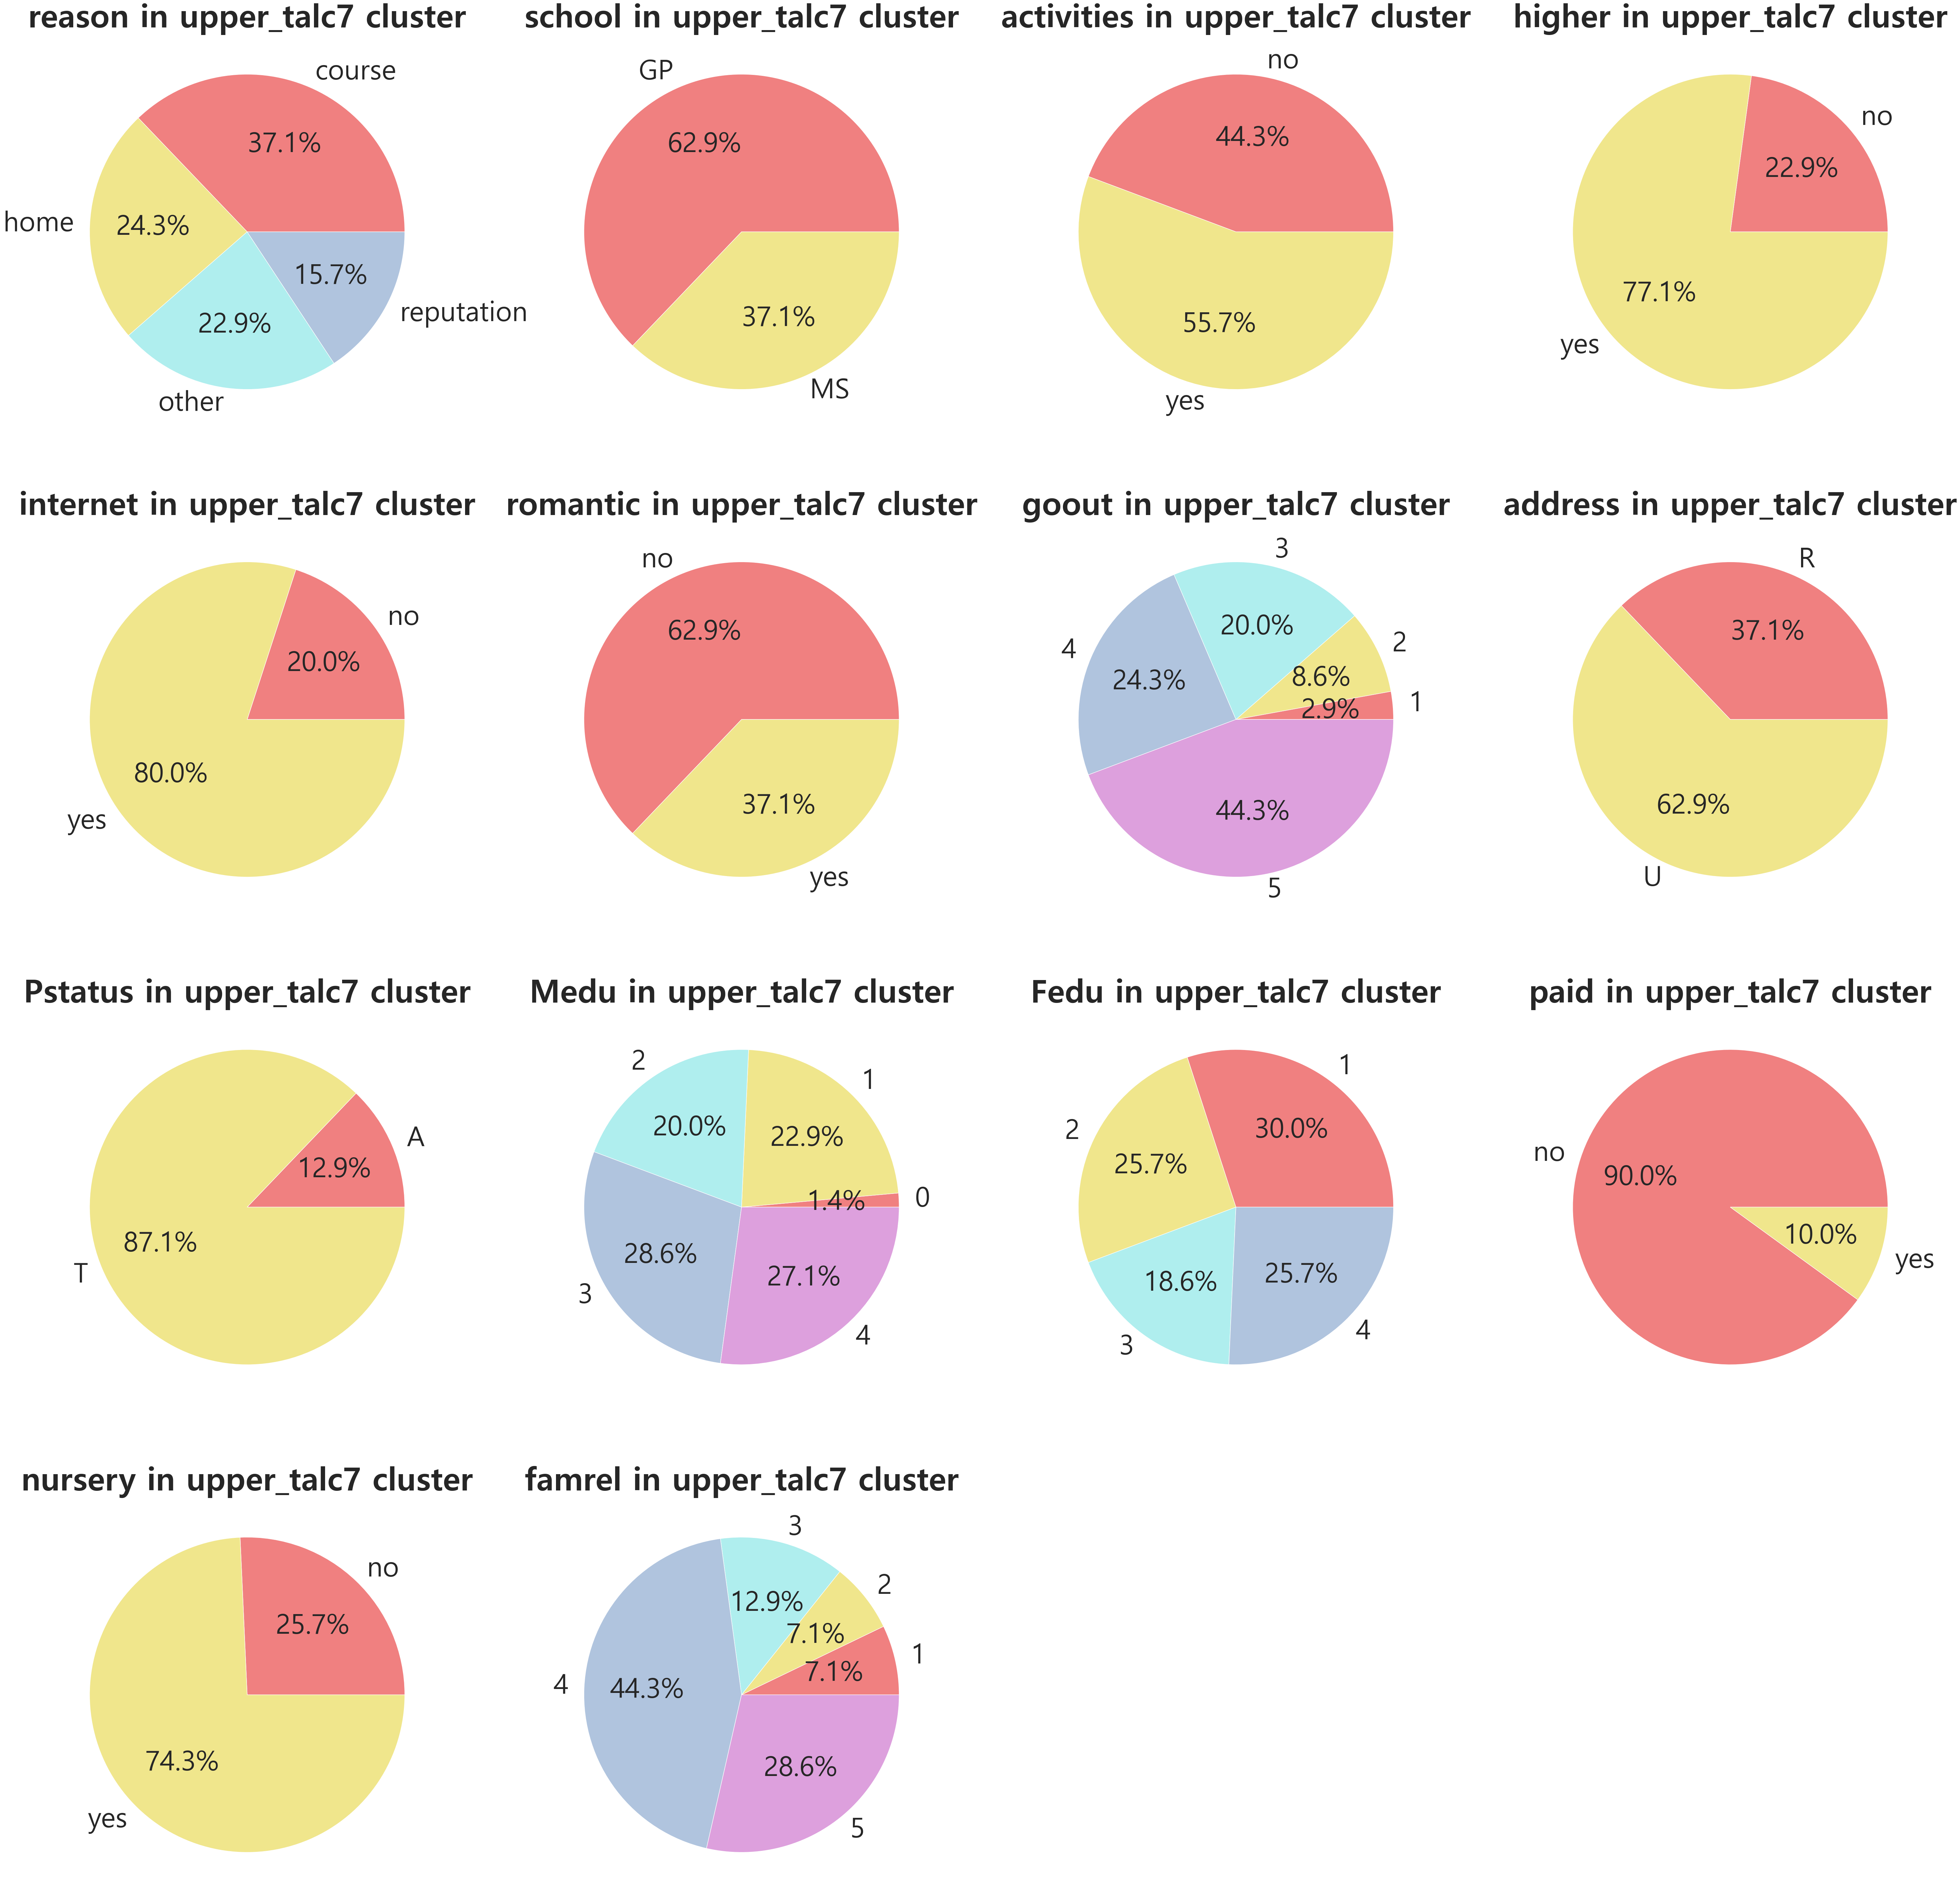 reason in upper_talc7 cluster
course
37.1%
home
24.3%
15.7%
reputation
22.9%
other
school in upper_talc7 cluster
GP
62.9%
37.1%
MS
activities in upper_talc7 cluster
no
44.3%
55.7%
yes
higher in upper_talc7 cluster
no
22.9%
77.1%
yes
internet in upper_talc7 cluster
no
20.0%
80.0%
yes
romantic in upper_talc7 cluster
no
62.9%
37.1%
yes
goout in upper_talc7 cluster
3
20.0%
2
4
8.6%
24.3%
1
2.9%
44.3%
5
address in upper_talc7 cluster
R
37.1%
62.9%
U
Pstatus in upper_talc7 cluster
A
12.9%
87.1%
T
Medu in upper_talc7 cluster
2
1
20.0%
22.9%
0
1.4%
28.6%
27.1%
3
4
Fedu in upper_talc7 cluster
1
30.0%
2
25.7%
18.6%
25.7%
3
4
paid in upper_talc7 cluster
no
90.0%
10.0%
yes
nursery in upper_talc7 cluster
no
25.7%
74.3%
yes
famrel in upper_talc7 cluster
3
2
12.9%
7.1%
1
7.1%
4
44.3%
28.6%
5